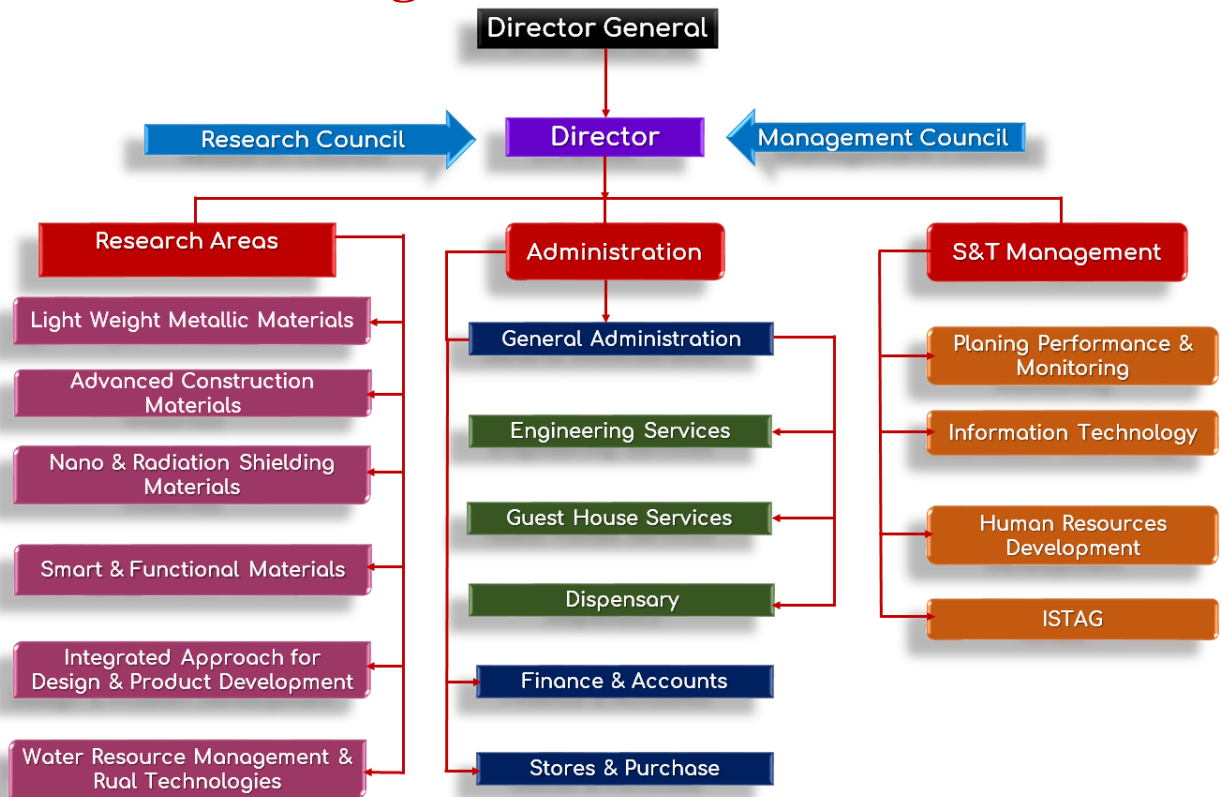 Director General
Research Council
Director
Management Council
Research Areas
Light Weight Metallic Materials
Advanced Construction
Materials
Nano & Radiation Shielding
Materials
Smart & Functional Materials
Integrated Approach for
Design & Product Development
Water Resource Management &
Rual Technologies
Administration
General Administration
Engineering Services
Guest House Services
Dispensary
Finance & Accounts
Stores & Purchase
S&T Management
Planing Performance &
Monitoring
Information Technology
Human Resources
Development
ISTAG